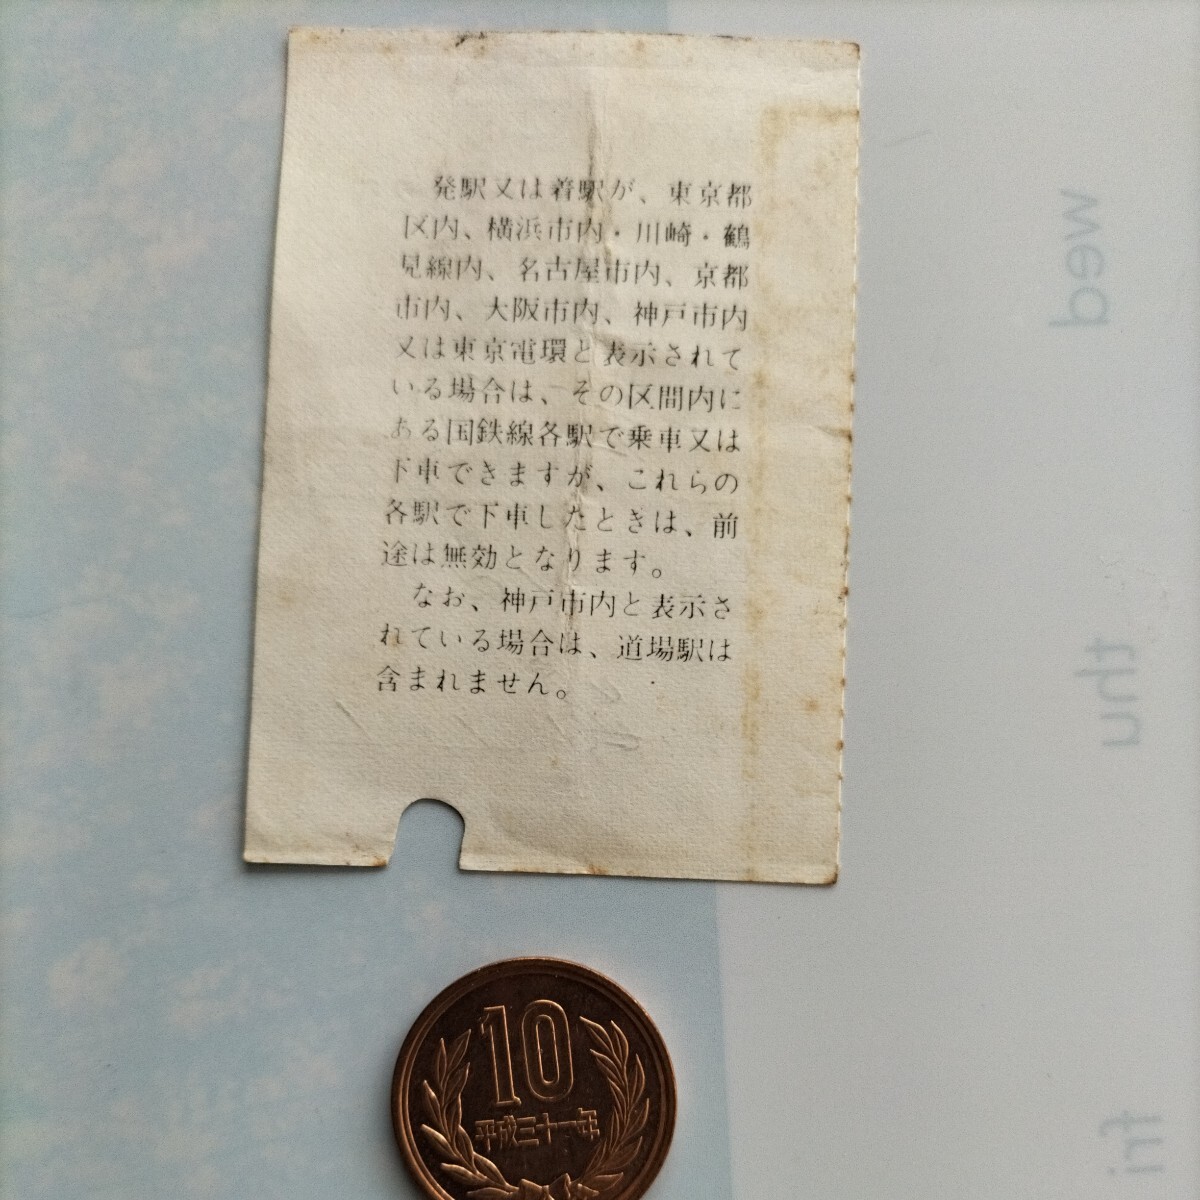 発駅又は着駅が、東京都
区内、横浜市内・川崎・鶴
見線内、名古屋市内、京都
市内、大阪市内、神戸市内
又は東京電環と表示されて
いる場合は、その区間内に
ある国鉄線各駅で乗車又は
下車できますが、これらの
各駅で下車したときは、前
途は無効となります。
なお、神戸市内と表示さ
れている場合は、道場駅は
含まれません。
10
平成三十一年
wed
thu
fri